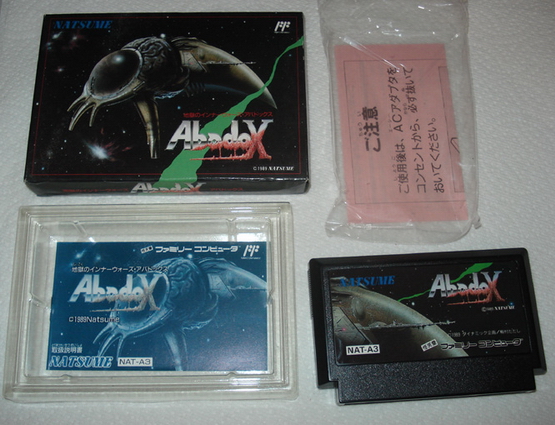 NATSUME
FF
地獄のインナーウォーズ・アバドックス
AbadoX
©1989 NATSUME
AbadoX
ご注意
ご使用後は、ACアダプタを
コンセントから、必ず抜いて
おいてください。
ファミリー コンピュータ
FF
地獄のインナーウォーズ・アバドックス
AbadoX
©1989Natsume
取扱説明書
NATSUME
NAT-A3
NATSUME
AbadoX
NATSUME
NAT-A3
ファミリー コンピュータ